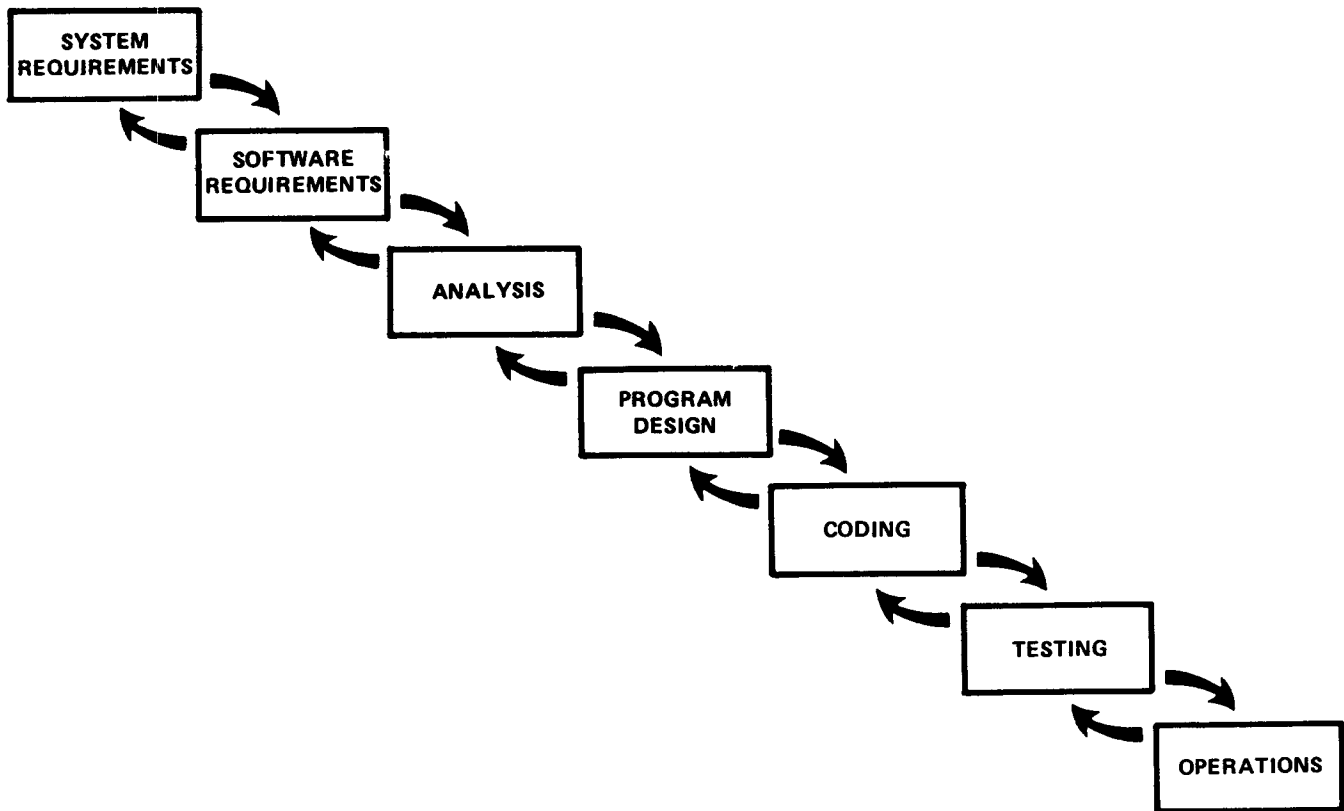 SYSTEM
REQUIREMENTS
SOFTWARE
REQUIREMENTS
ANALYSIS
PROGRAM
DESIGN
CODING
TESTING
OPERATIONS